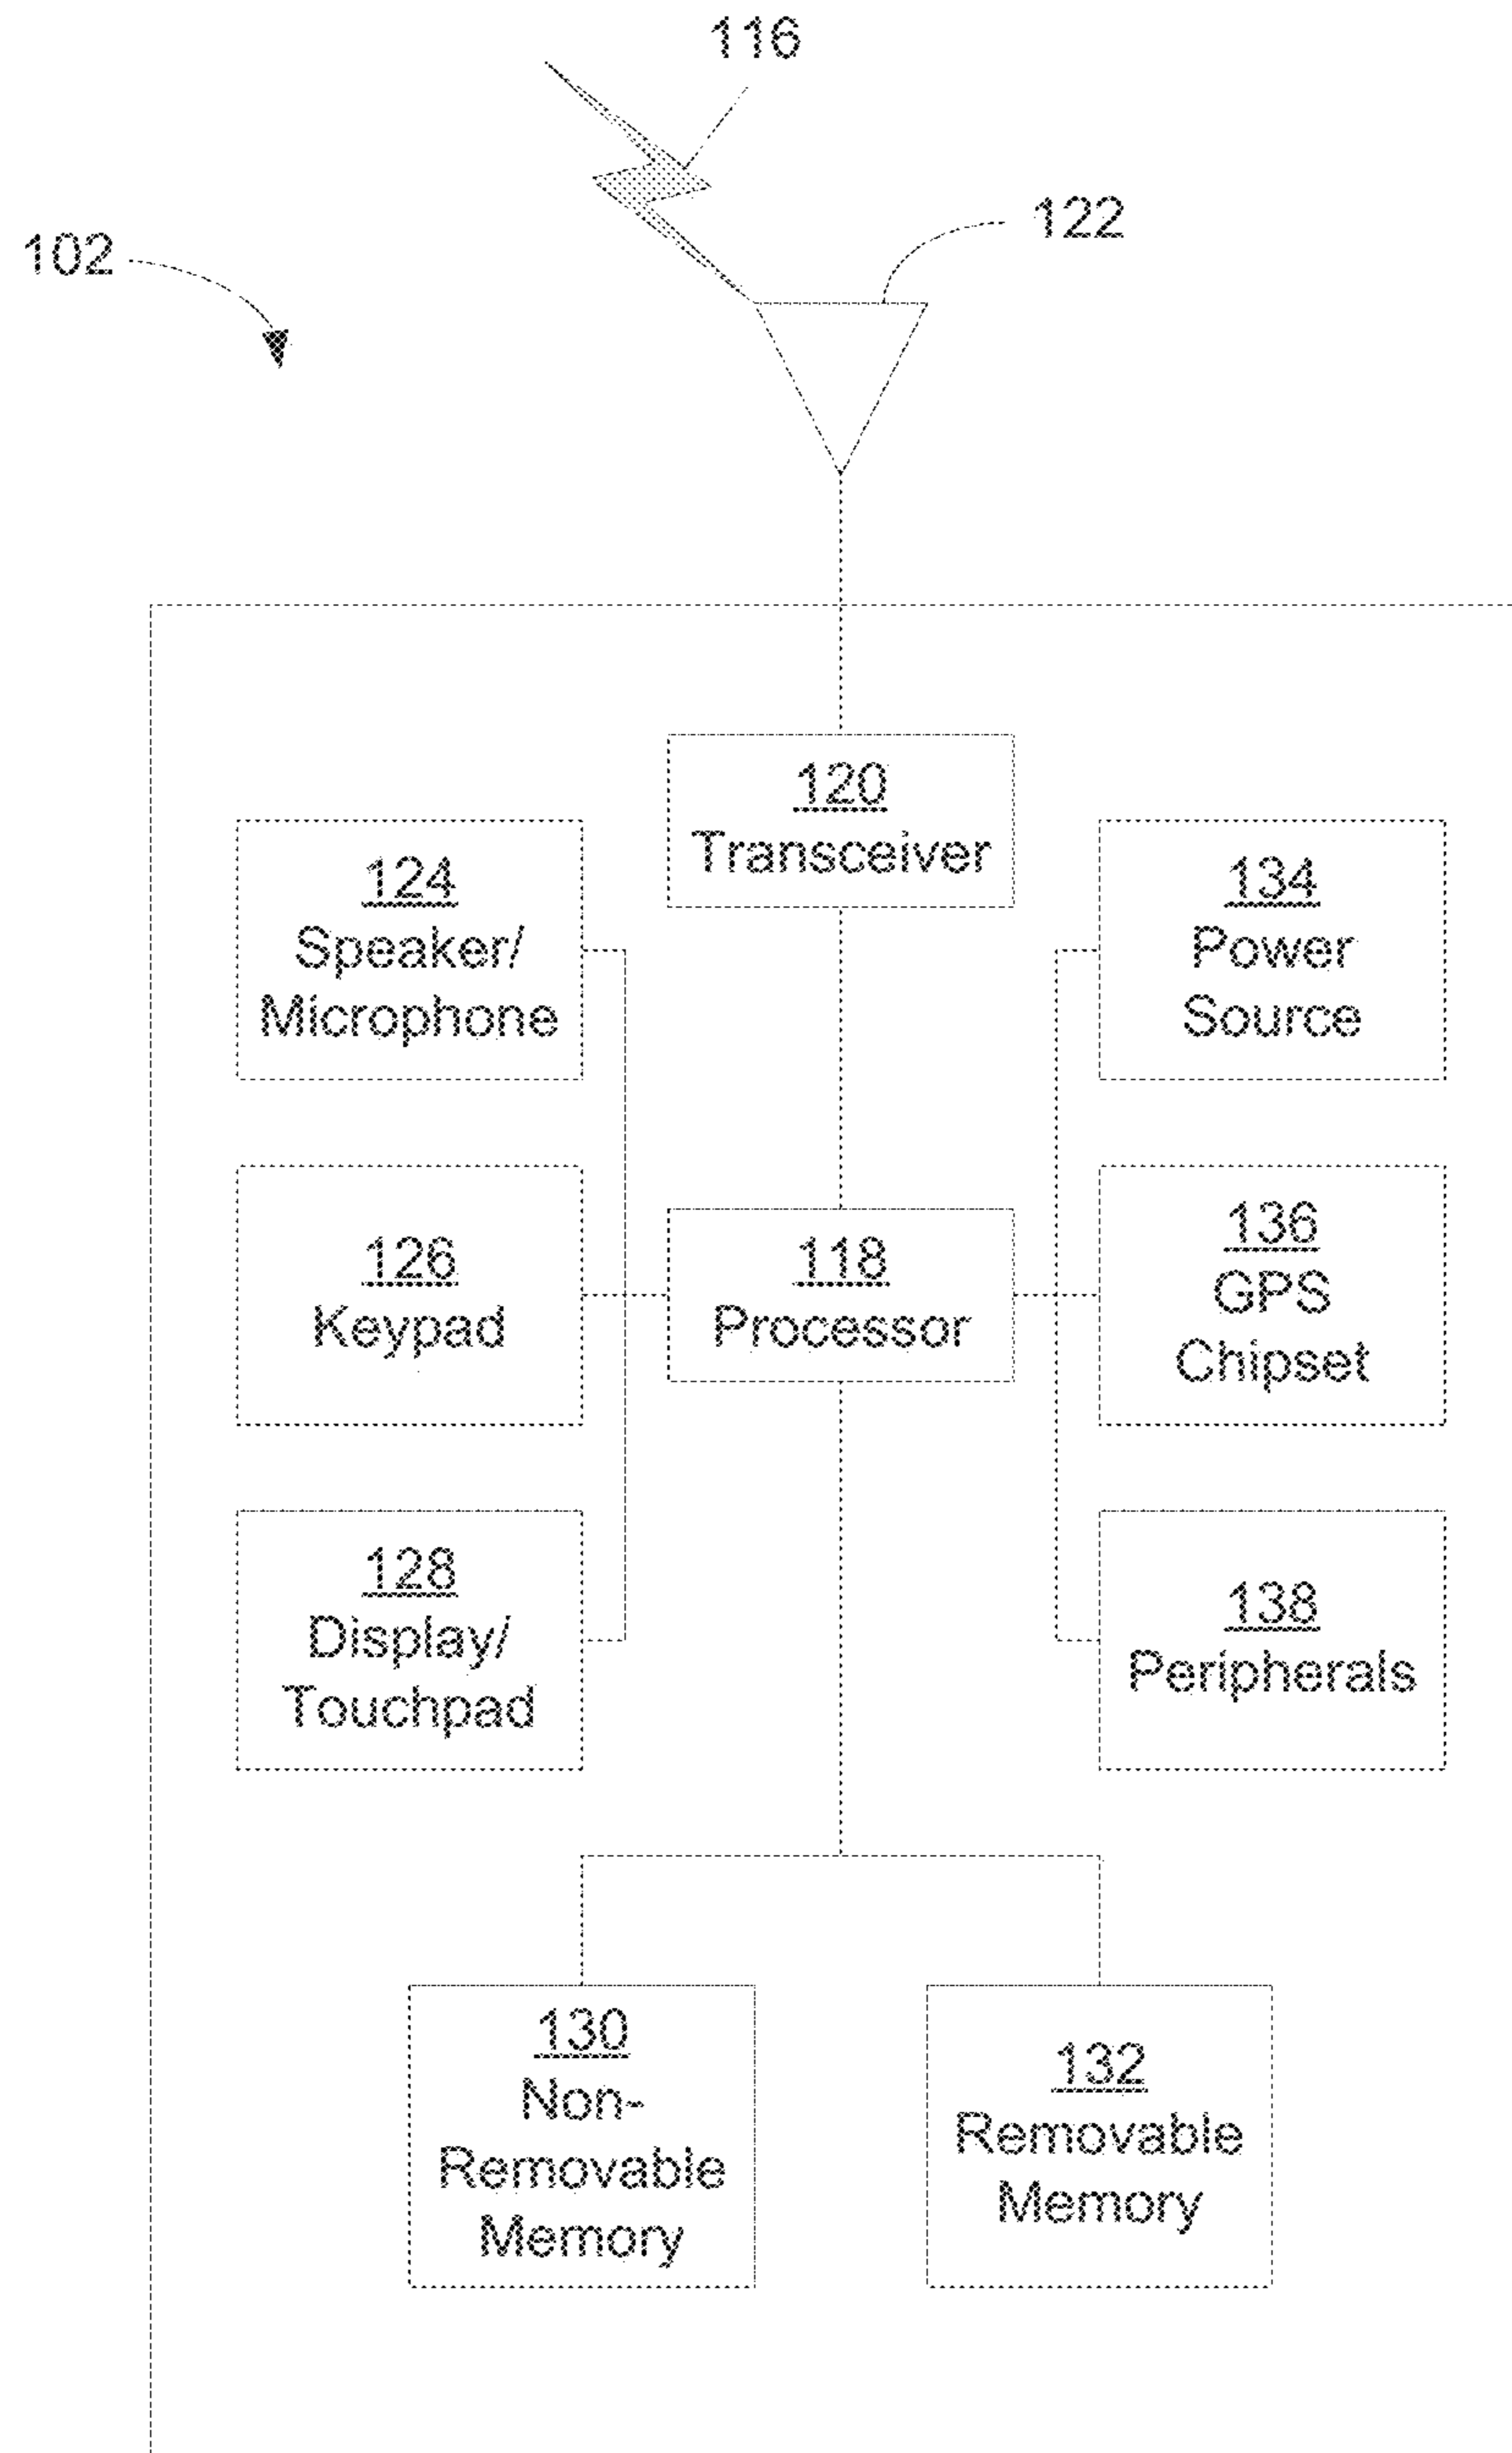 116
122
102
120
Transceiver
124
Speaker/
Microphone
134
Power
Source
126
Keypad
118
Processor
136
GPS
Chipset
128
Display/
Touchpad
138
Peripherals
130
Non-
Removable
Memory
132
Removable
Memory